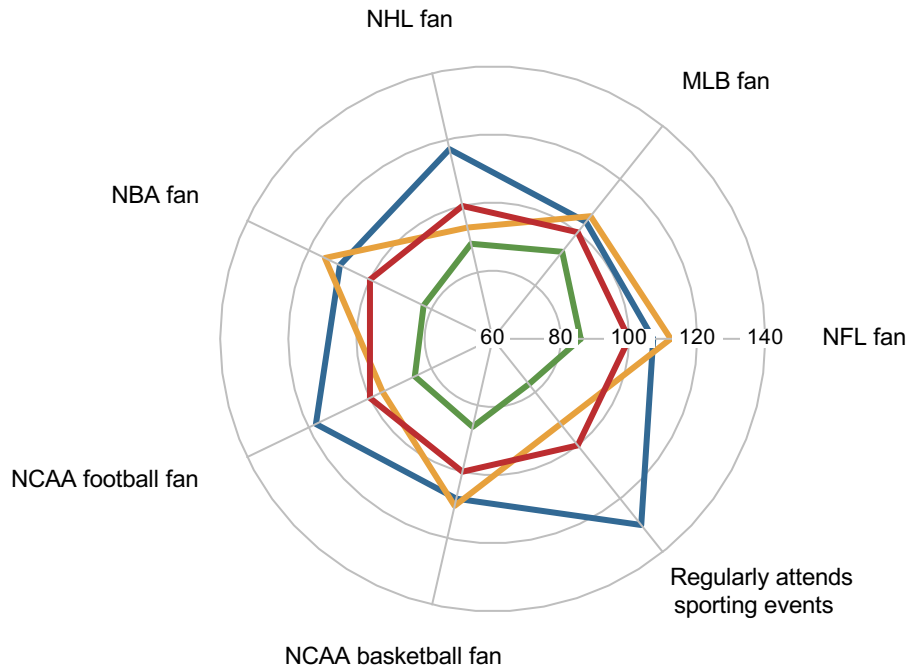 NHL fan
MLB fan
NBA fan
60 80 100 120 140
NFL fan
NCAA football fan
Regularly attends
sporting events
NCAA basketball fan